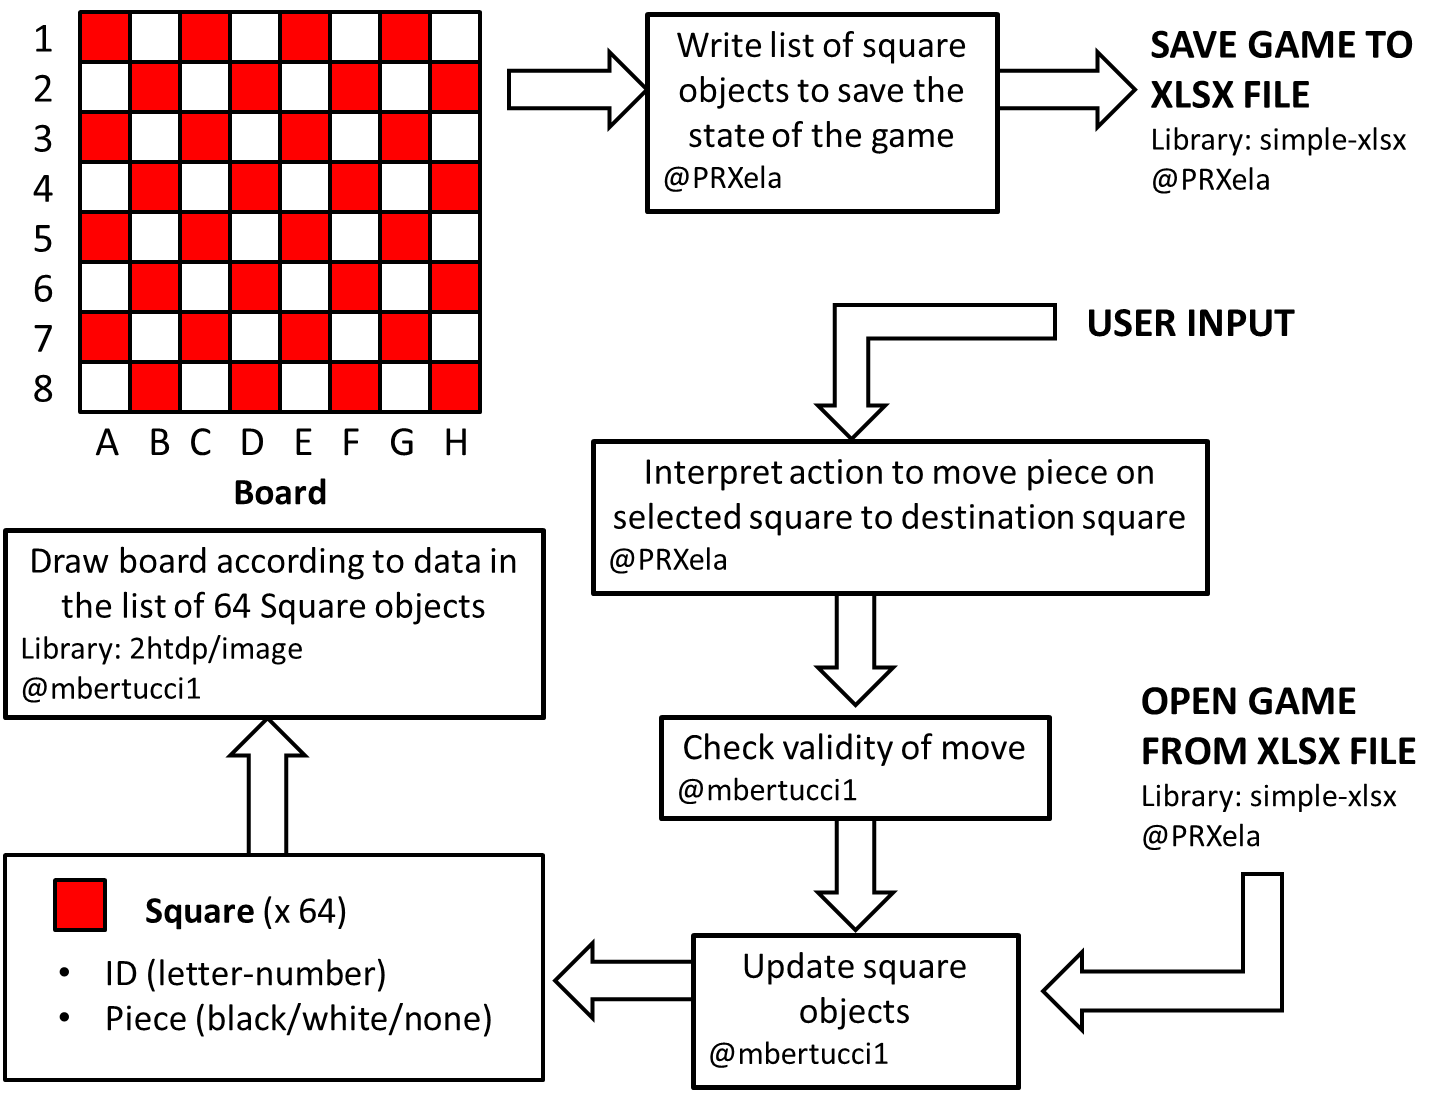 1
2
3
4
5
6
7
8
A B C D E F G H
Board
Write list of square
objects to save the
state of the game
@PRXela
SAVE GAME TO
XLSX FILE
Library: simple-xlsx
@PRXela
USER INPUT
Interpret action to move piece on
selected square to destination square
@PRXela
Draw board according to data in
the list of 64 Square objects
Library: 2htdp/image
@mbertucci1
Check validity of move
@mbertucci1
OPEN GAME
FROM XLSX FILE
Library: simple-xlsx
@PRXela
Square (x 64)
• ID (letter-number)
• Piece (black/white/none)
Update square
objects
@mbertucci1